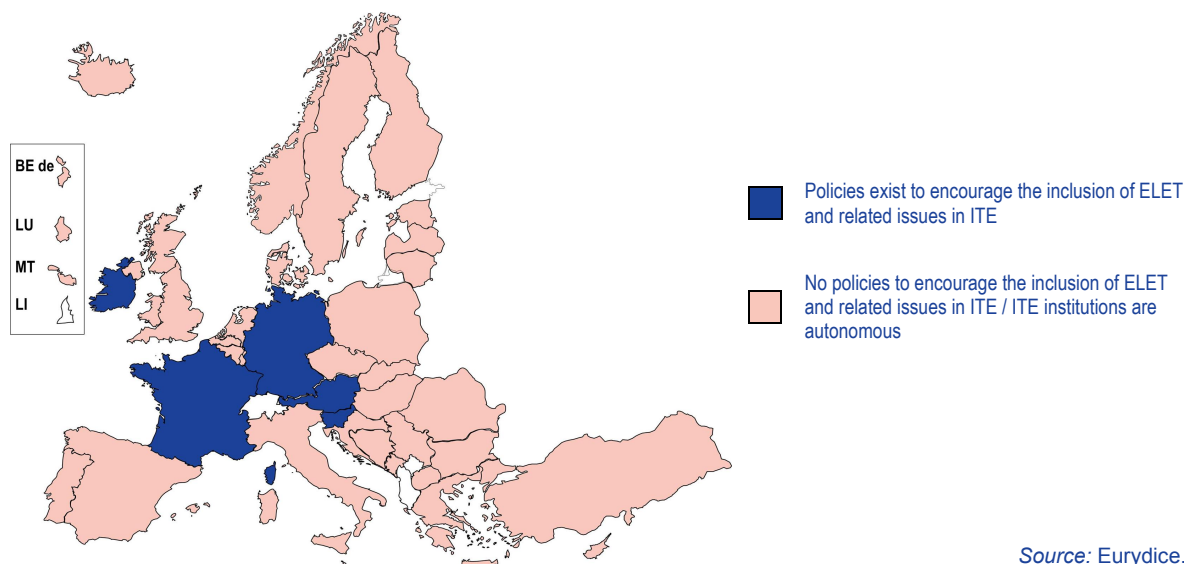 BE de
LU
MT
LI
Policies exist to encourage the inclusion of ELET
and related issues in ITE
No policies to encourage the inclusion of ELET
and related issues in ITE / ITE institutions are
autonomous
Source: Eurydice.